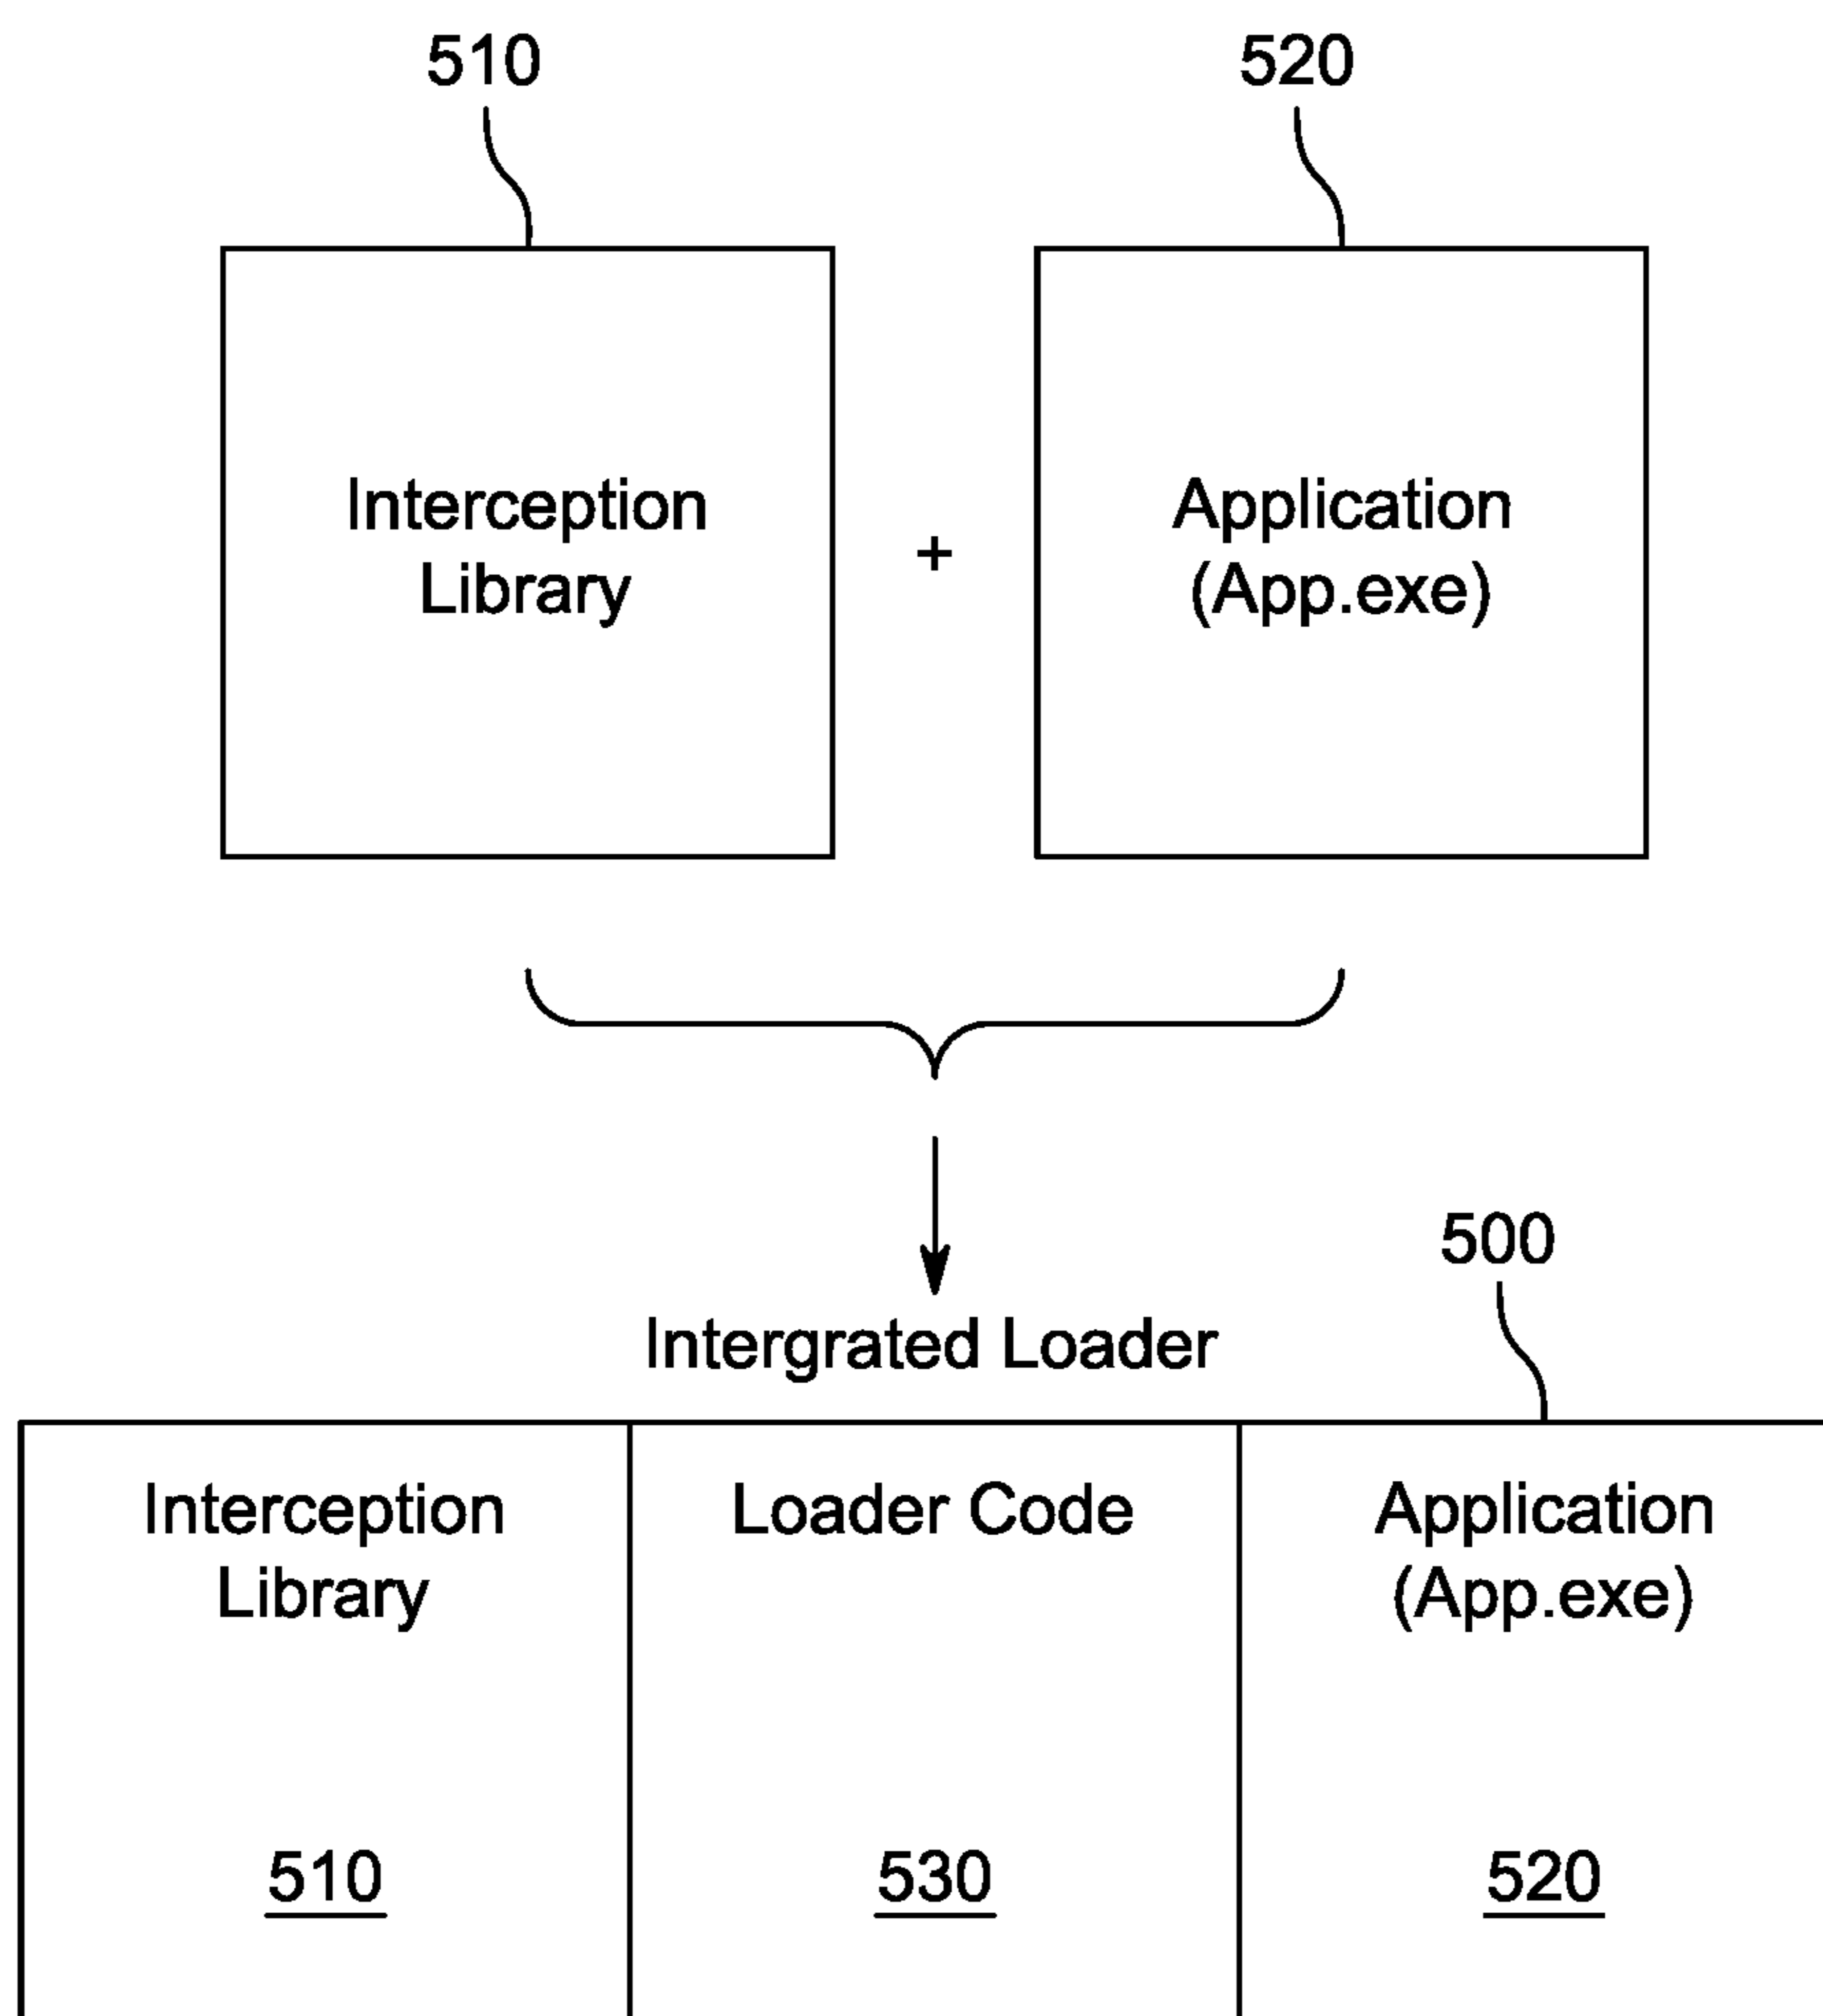 510
520
Interception
Library
+
Application
(App.exe)
Intergrated Loader
500
Interception
Library
510
Loader Code
530
Application
(App.exe)
520